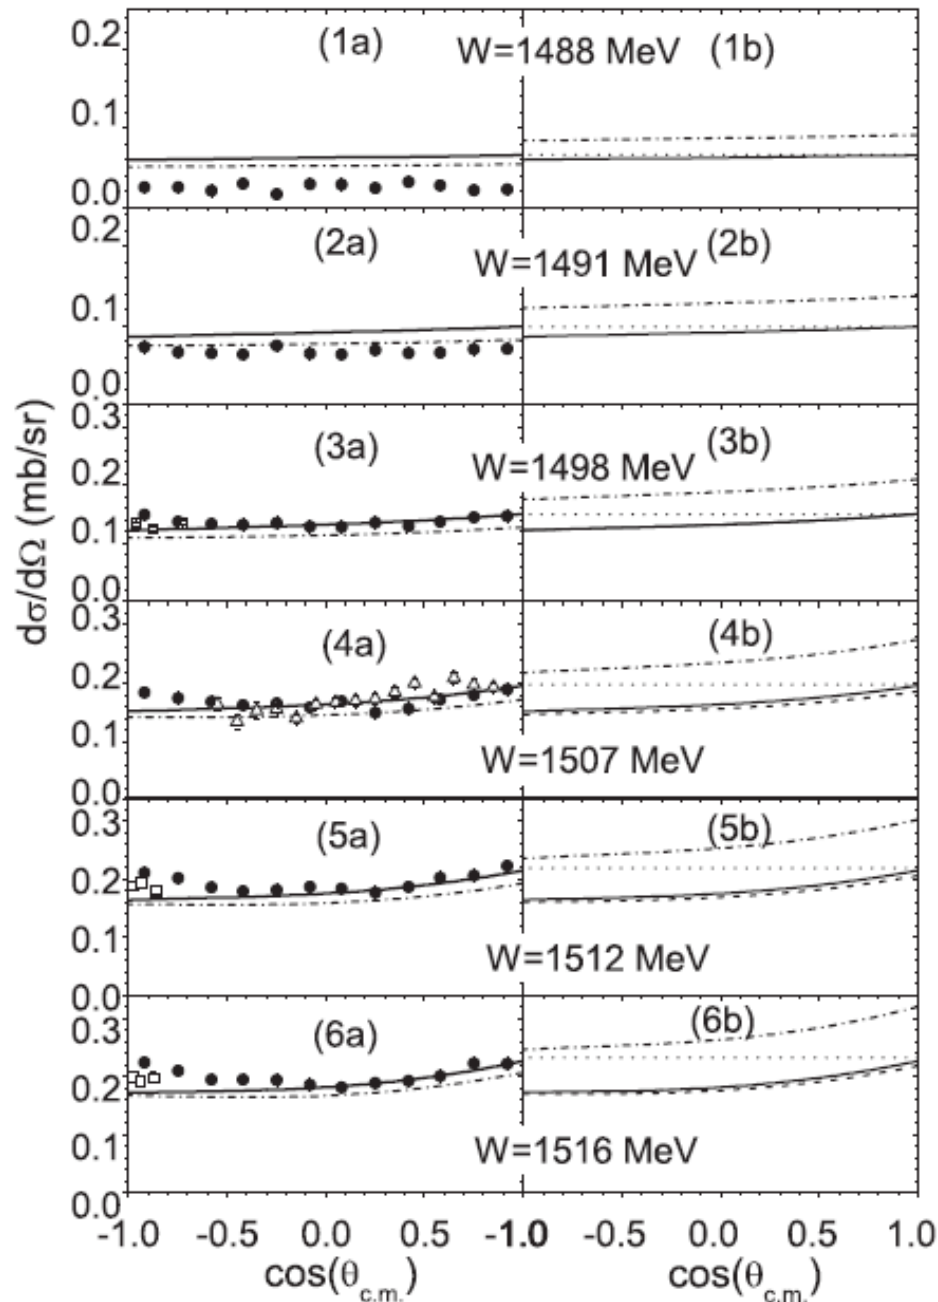 0.2
(1a)
W=1488 MeV
(1b)
0.1
0.0
0.2
(2a)
W=1491 MeV
(2b)
0.1
0.0
0.3
(3a)
W=1498 MeV
(3b)
0.2
0.1
0.0
0.3
(4a)
(4b)
0.2
0.1
W=1507 MeV
0.0
0.3
(5a)
(5b)
0.2
0.1
W=1512 MeV
0.0
0.3
(6a)
(6b)
0.2
0.1
W=1516 MeV
0.0
dσ/dΩ (mb/sr)
-1.0 -0.5 0.0 0.5 -1.0 -0.5 0.0 0.5 1.0
cos(θc.m.) cos(θc.m.)